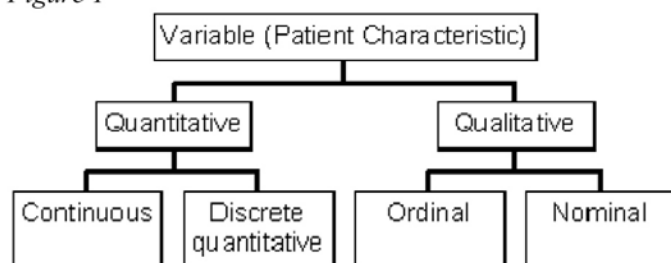 Figure 1
Variable (Patient Characteristic)
Quantitative
Qualitative
Continuous
Discrete
quantitative
Ordinal
Nominal